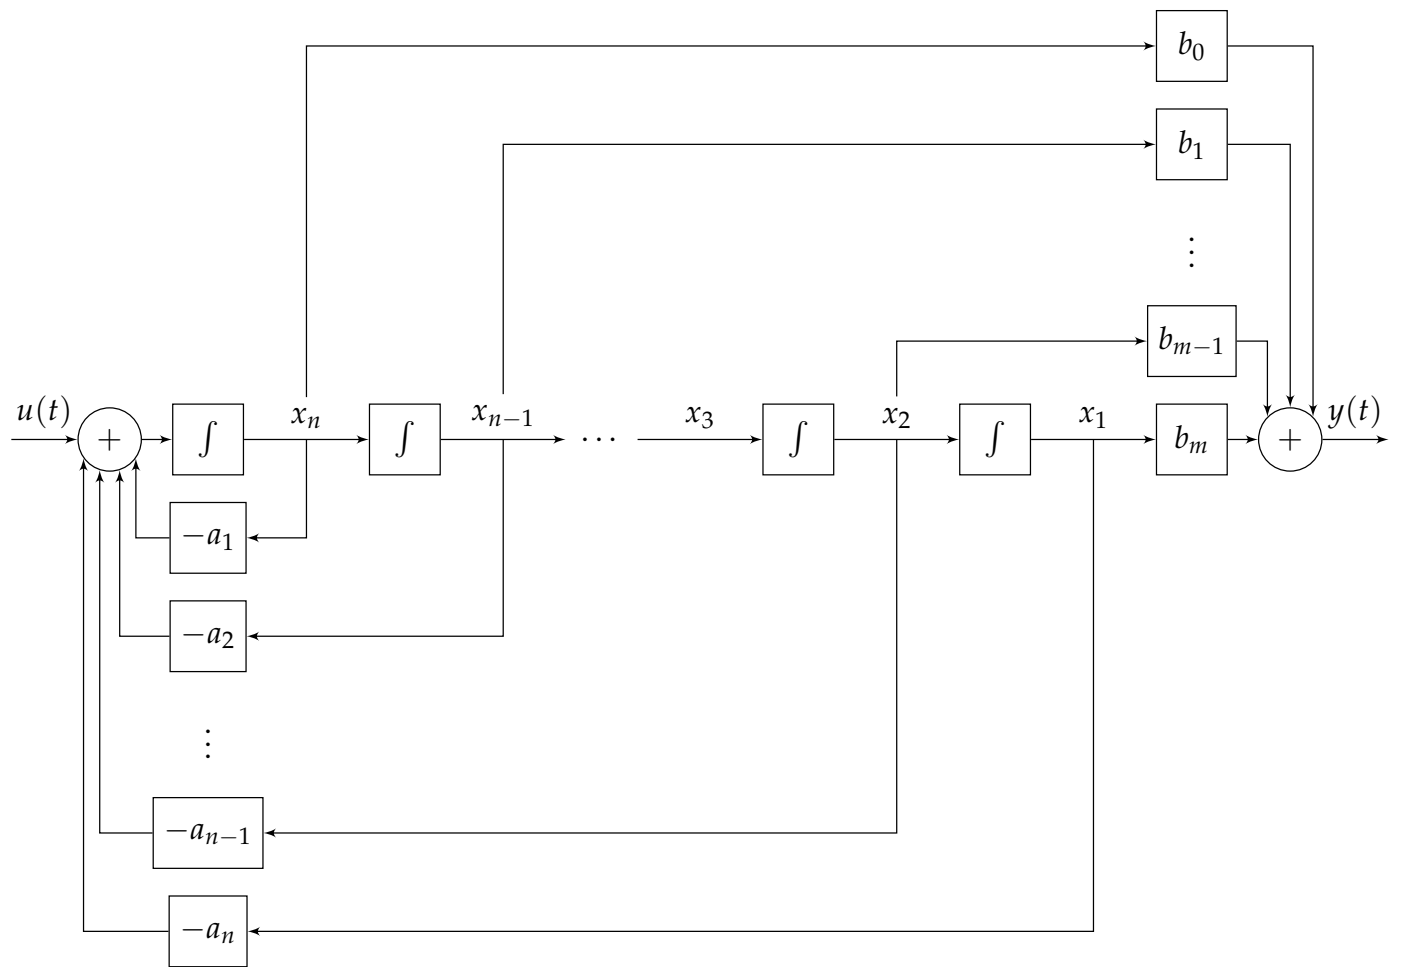 b₀
b₁
⋮
bₘ₋₁
u(t)
+
∫
xₙ
∫
xₙ₋₁
⋯
x₃
∫
x₂
∫
x₁
bₘ
+
y(t)
−a₁
−a₂
⋮
−aₙ₋₁
−aₙ